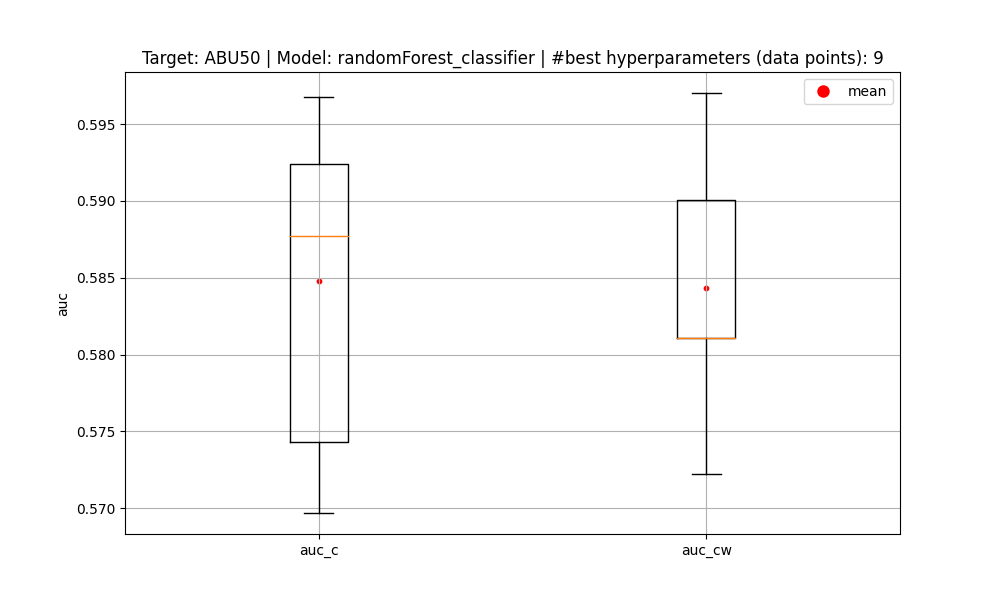 Target: ABU50 | Model: randomForest_classifier | #best hyperparameters (data points): 9
mean
0.595
0.590
0.585
0.580
0.575
0.570
auc
auc_c
auc_cw